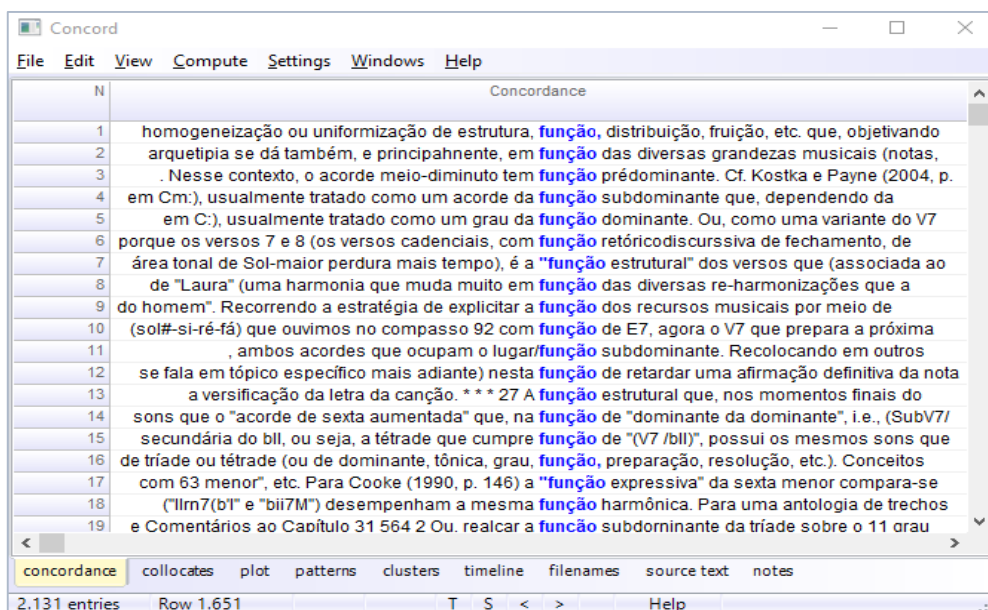 Concord
File Edit View Compute Settings Windows Help
N Concordance
1 homogeneização ou uniformização de estrutura, função, distribuição, fruição, etc. que, objetivando
2 arquetipia se dá também, e principahnente, em função das diversas grandezas musicais (notas,
3 . Nesse contexto, o acorde meio-diminuto tem função prédominante. Cf. Kostka e Payne (2004, p.
4 em Cm:), usualmente tratado como um acorde da função subdominante que, dependendo da
5 em C:), usualmente tratado como um grau da função dominante. Ou, como uma variante do V7
6 porque os versos 7 e 8 (os versos cadenciais, com função retóricodiscurssiva de fechamento, de
7 área tonal de Sol-maior perdura mais tempo), é a "função estrutural" dos versos que (associada ao
8 de "Laura" (uma harmonia que muda muito em função das diversas re-harmonizações que a
9 do homem". Recorrendo a estratégia de explicitar a função dos recursos musicais por meio de
10 (sol#-si-ré-fá) que ouvimos no compasso 92 com função de E7, agora o V7 que prepara a próxima
11 , ambos acordes que ocupam o lugar/função subdominante. Recolocando em outros
12 se fala em tópico específico mais adiante) nesta função de retardar uma afirmação definitiva da nota
13 a versificação da letra da canção. * * * 27 A função estrutural que, nos momentos finais do
14 sons que o "acorde de sexta aumentada" que, na função de "dominante da dominante", i.e., (SubV7/
15 secundária do bII, ou seja, a tétrade que cumpre função de "(V7 /bII)", possui os mesmos sons que
16 de tríade ou tétrade (ou de dominante, tônica, grau, função, preparação, resolução, etc.). Conceitos
17 com 63 menor", etc. Para Cooke (1990, p. 146) a "função expressiva" da sexta menor compara-se
18 ("IIrn7(b'I" e "bii7M") desempenham a mesma função harmônica. Para uma antologia de trechos
19 e Comentários ao Capítulo 31 564 2 Ou, realçar a função subdorninante da tríade sobre o 11 grau
concordance collocates plot patterns clusters timeline filenames source text notes
2.131 entries Row 1.651 T S < > Help